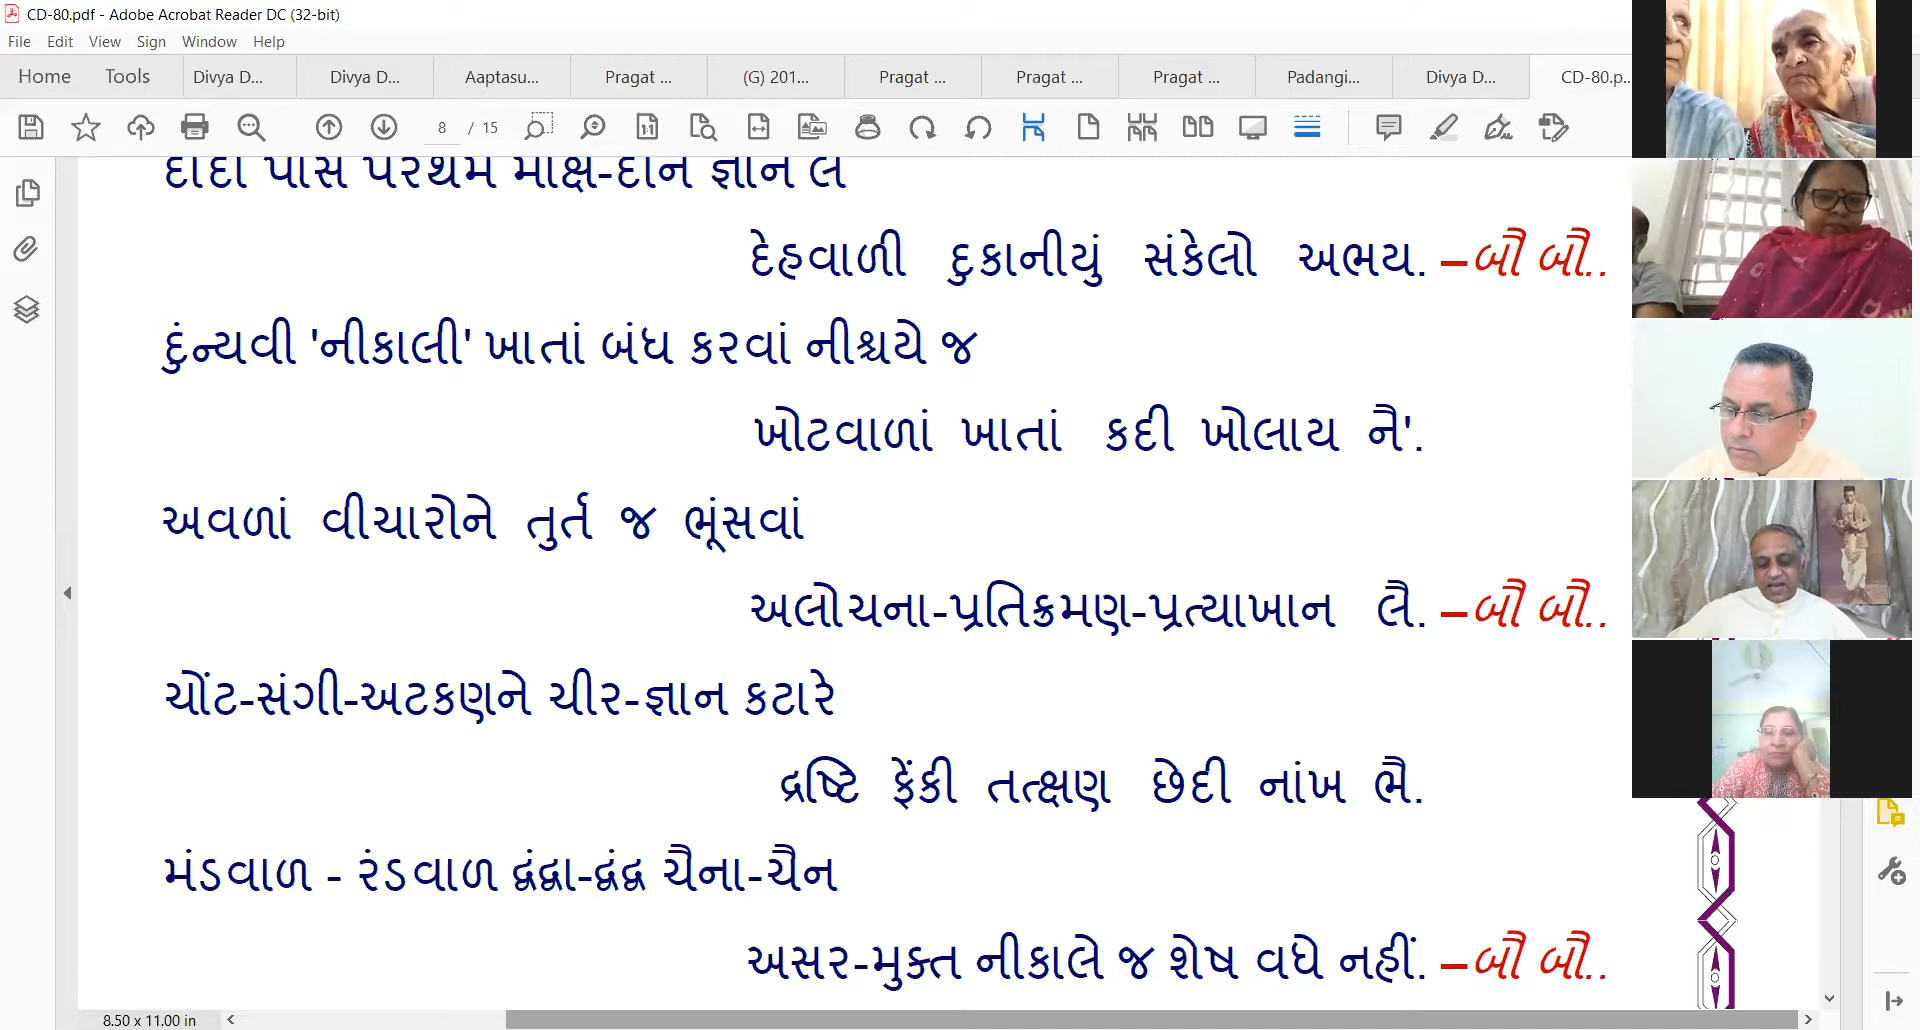 CD-80.pdf - Adobe Acrobat Reader DC (32-bit)
File Edit View Sign Window Help
Home Tools Divya D... Divya D... Aaptasu... Pragat ... (G) 201... Pragat ... Pragat ... Pragat ... Padangi... Divya D... CD-80.p..
8 / 15
દાદા પાસે પરથમ મોક્ષ-દાન જ્ઞાન લે
દેહવાળી દુકાનીયું સંકેલો અભય. –બૌ બૌ..
દુંન્યવી 'નીકાલી' ખાતાં બંધ કરવાં નીશ્ચયે જ
ખોટવાળાં ખાતાં કદી ખોલાય નૈ'.
અવળાં વીચારોને તુર્ત જ ભૂંસવાં
અલોચના-પ્રતિક્રમણ-પ્રત્યાખાન લૈ. –બૌ બૌ..
ચોંટ-સંગી-અટકણને ચીર-જ્ઞાન કટારે
દ્રષ્ટિ ફેંકી તત્ક્ષણ છેદી નાંખ ભૈ.
મંડવાળ - રંડવાળ દ્વંદ્વા-દ્વંદ્વ ચૈના-ચૈન
અસર-મુક્ત નીકાલે જ શેષ વધે નહીં. –બૌ બૌ..
8.50 x 11.00 in